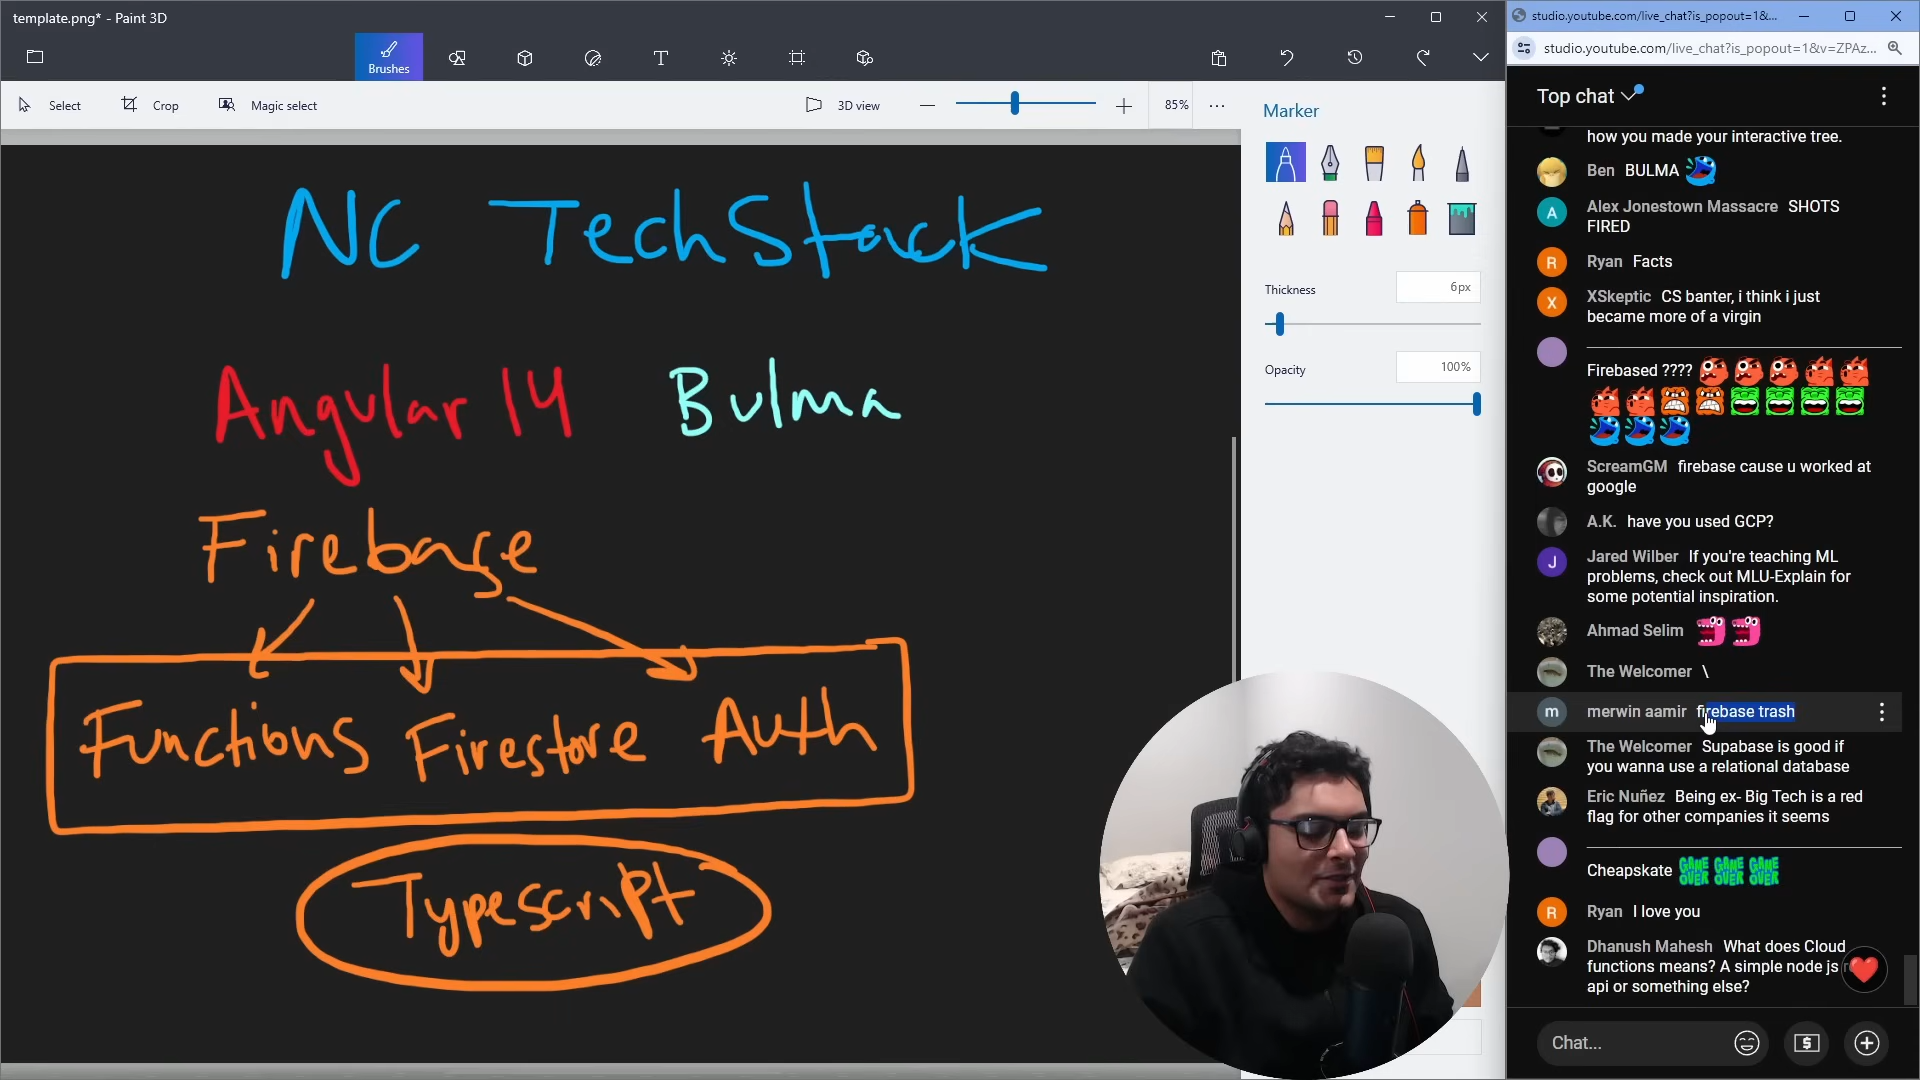 template.png* - Paint 3D
Brushes
Select
Crop
Magic select
3D view
85%
Marker
Thickness
6px
Opacity
100%
NC TechStack
Angular 14
Bulma
Firebase
Functions Firestore Auth
Typescript
studio.youtube.com/live_chat?is_popout=1&...
studio.youtube.com/live_chat?is_popout=1&v=ZPAz...
Top chat
how you made your interactive tree.
Ben BULMA
A
Alex Jonestown Massacre SHOTS
FIRED
R
Ryan Facts
X
XSkeptic CS banter, i think i just
became more of a virgin
Firebased ????
ScreamGM firebase cause u worked at
google
A.K. have you used GCP?
J
Jared Wilber If you're teaching ML
problems, check out MLU-Explain for
some potential inspiration.
Ahmad Selim
The Welcomer \
m
merwin aamir firebase trash
The Welcomer Supabase is good if
you wanna use a relational database
Eric Nuñez Being ex- Big Tech is a red
flag for other companies it seems
Cheapskate GAME OVER GAME OVER GAME OVER
R
Ryan I love you
Dhanush Mahesh What does Cloud
functions means? A simple node js
api or something else?
Chat...